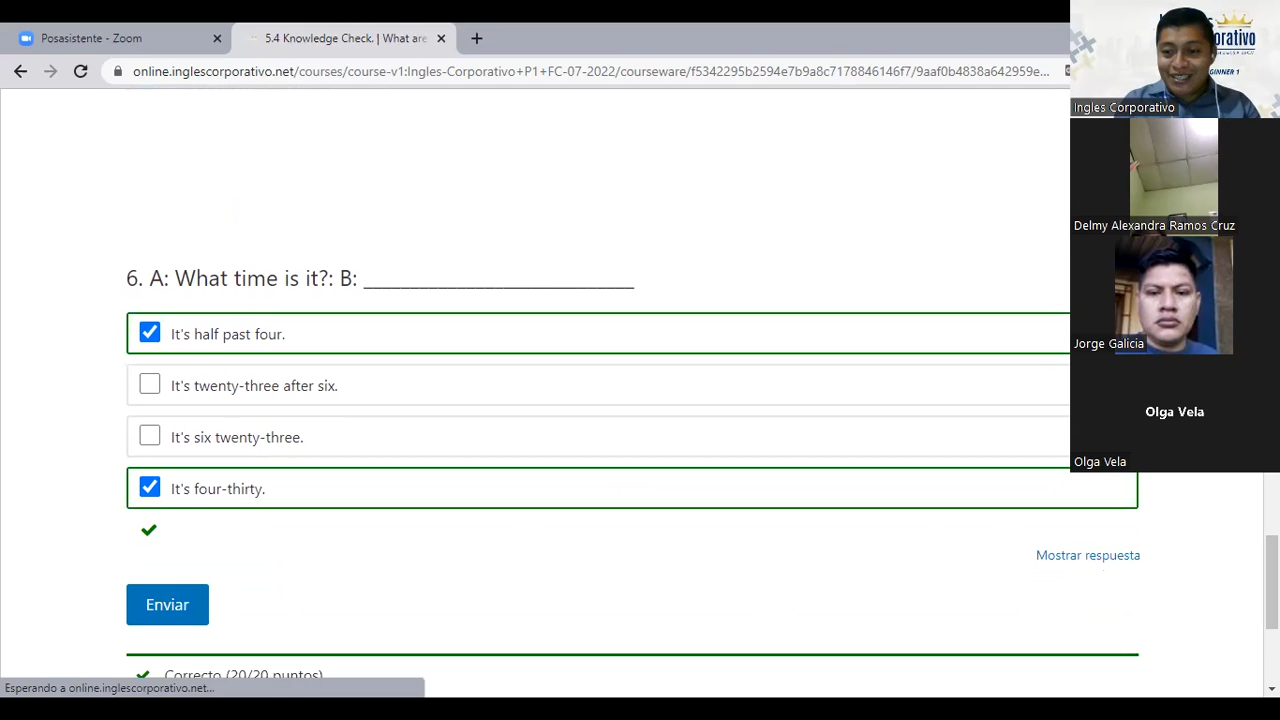 Posasistente - Zoom
5.4 Knowledge Check. | What are
online.inglescorporativo.net/courses/course-v1:Ingles-Corporativo+P1+FC-07-2022/courseware/f5342295b2594e7b9a8c7178846146f7/9aaf0b4838a642959e...
6. A: What time is it?: B: ___________________________
It's half past four.
It's twenty-three after six.
It's six twenty-three.
It's four-thirty.
Mostrar respuesta
Enviar
Correcto (20/20 puntos)
Esperando a online.inglescorporativo.net...
Ingles Corporativo
Delmy Alexandra Ramos Cruz
Jorge Galicia
Olga Vela
Olga Vela